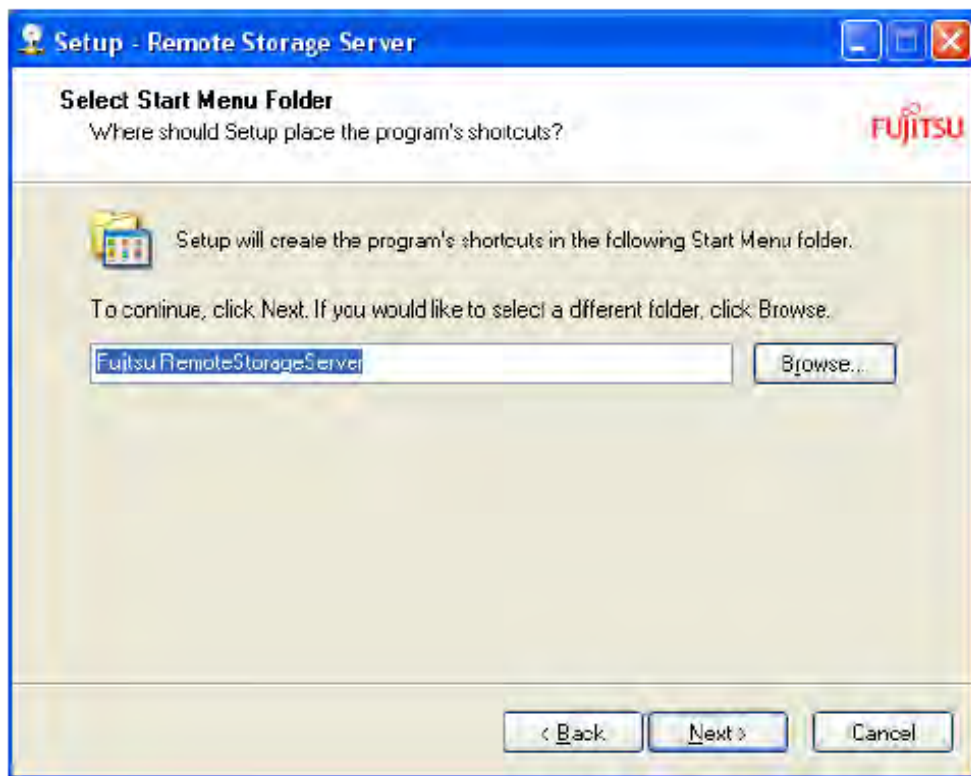 Setup - Remote Storage Server
Select Start Menu Folder
Where should Setup place the program's shortcuts?
FUJITSU
Setup will create the program's shortcuts in the following Start Menu folder.
To continue, click Next. If you would like to select a different folder, click Browse.
Fujitsu RemoteStorageServer
Browse...
< Back
Next >
Cancel